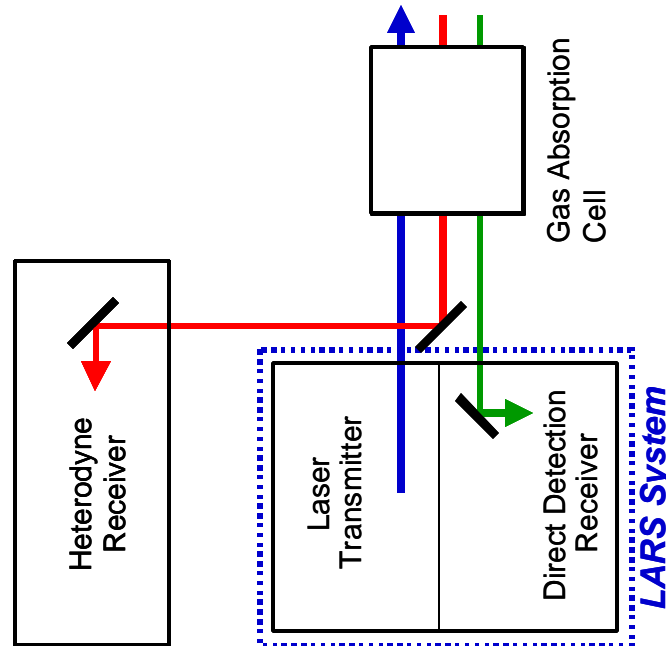 Heterodyne
Receiver
Laser
Transmitter
Direct Detection
Receiver
LARS System
Gas Absorption
Cell